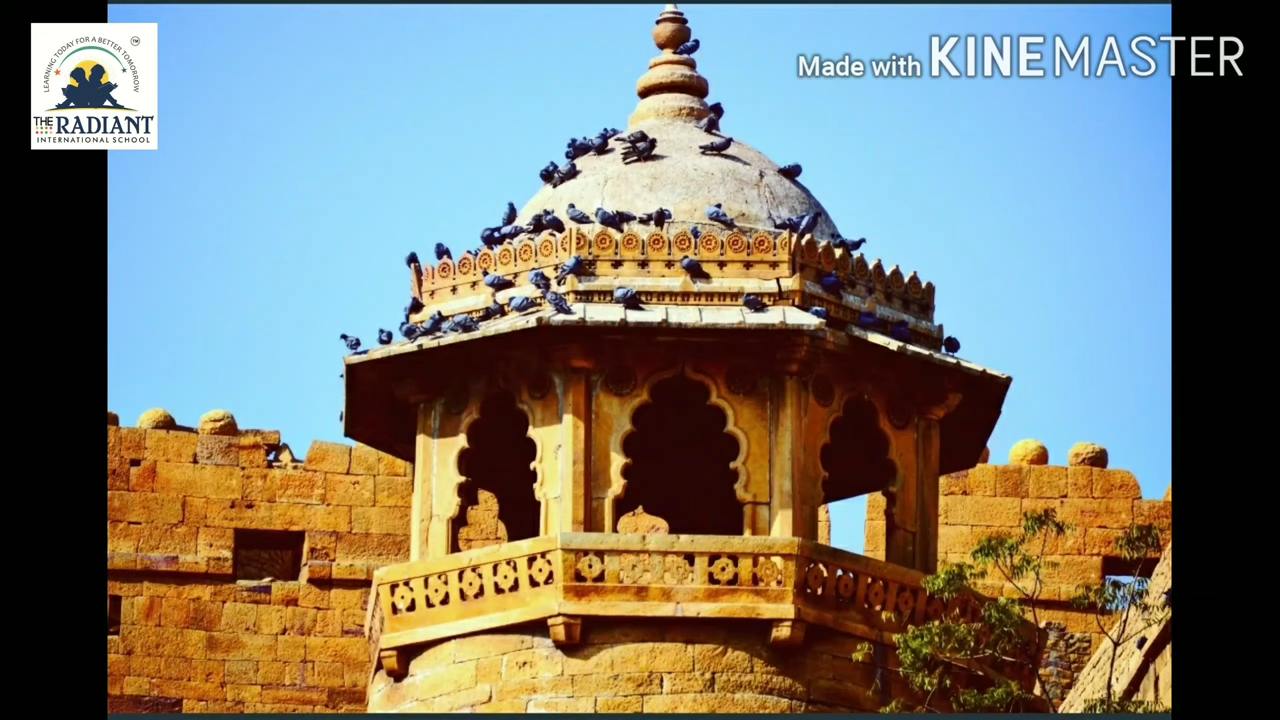 LEARNING TODAY FOR A BETTER TOMORROW
TM
THE RADIANT
INTERNATIONAL SCHOOL
Made with KINEMASTER